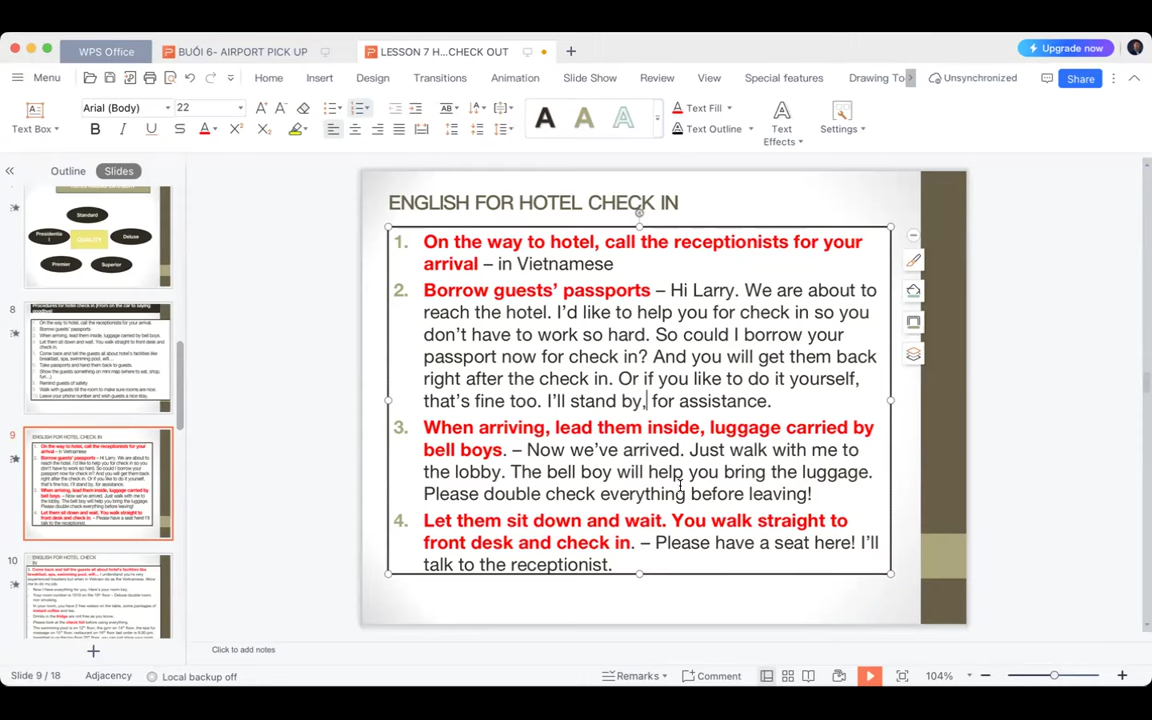 WPS Office
BUỔI 6- AIRPORT PICK UP
LESSON 7 H...CHECK OUT
Upgrade now
Menu
Home
Insert
Design
Transitions
Animation
Slide Show
Review
View
Special features
Drawing To
Unsynchronized
Share
Text Box
Arial (Body)
22
Text Fill
Text Outline
Text Effects
Settings
Outline
Slides
Standard
QUALITY
Deluxe
Premier
Superior
8
9
10
ENGLISH FOR HOTEL CHECK IN
1. On the way to hotel, call the receptionists for your
arrival – in Vietnamese
2. Borrow guests' passports – Hi Larry. We are about to
reach the hotel. I'd like to help you for check in so you
don't have to work so hard. So could I borrow your
passport now for check in? And you will get them back
right after the check in. Or if you like to do it yourself,
that's fine too. I'll stand by, for assistance.
3. When arriving, lead them inside, luggage carried by
bell boys. – Now we've arrived. Just walk with me to
the lobby. The bell boy will help you bring the luggage.
Please double check everything before leaving!
4. Let them sit down and wait. You walk straight to
front desk and check in. – Please have a seat here! I'll
talk to the receptionist.
Click to add notes
Slide 9 / 18
Adjacency
Local backup off
Remarks
Comment
104%